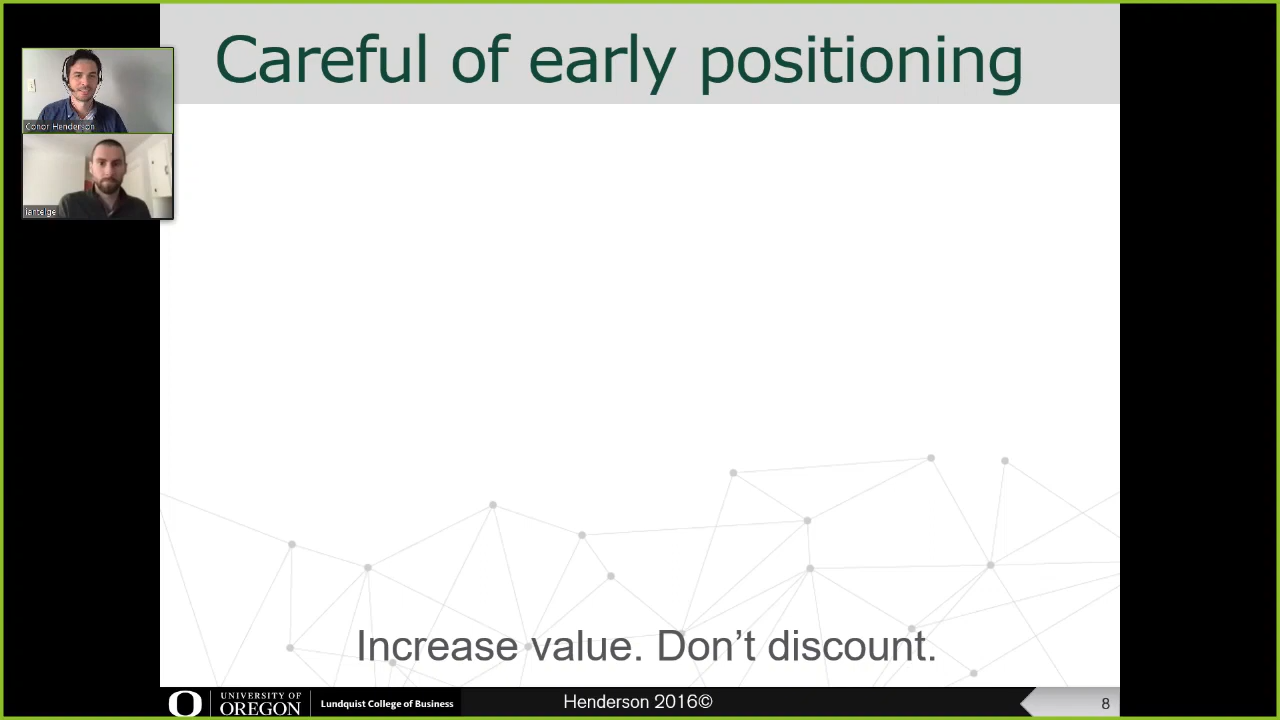 Careful of early positioning
Conor Henderson
iantelge
Increase value. Don’t discount.
UNIVERSITY OF
OREGON
Lundquist College of Business
Henderson 2016©
8